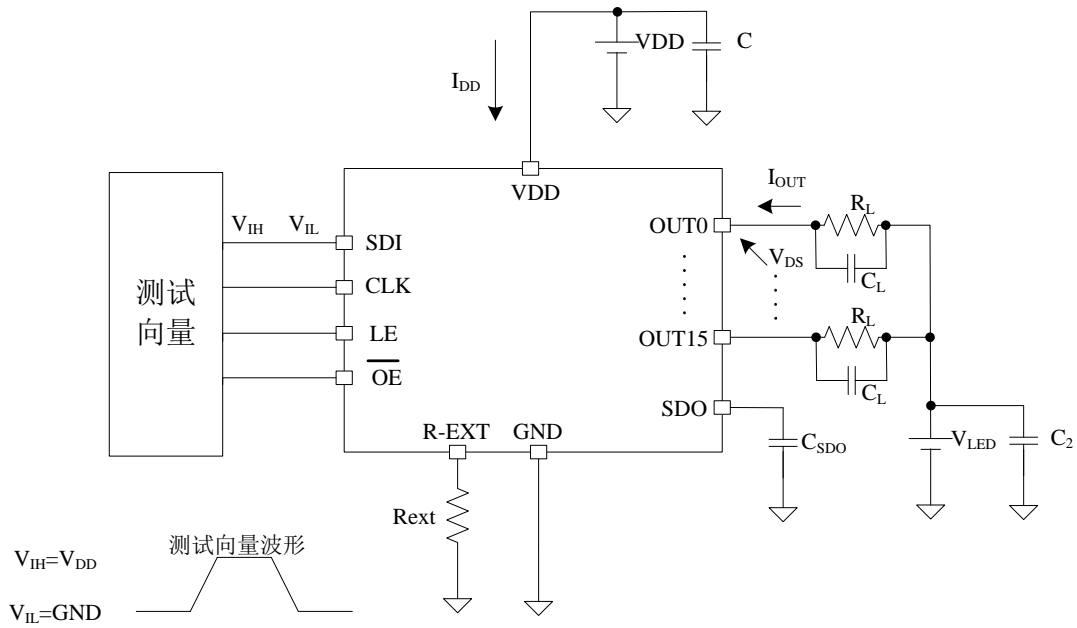 VDD
C
I_DD
VDD
I_OUT
R_L
V_IH V_IL
OUT0
SDI
V_DS
C_L
测试
向量
CLK
R_L
LE
OUT15
OE
C_L
SDO
R-EXT GND
C_SDO
V_LED
C_2
Rext
测试向量波形
V_IH=V_DD
V_IL=GND